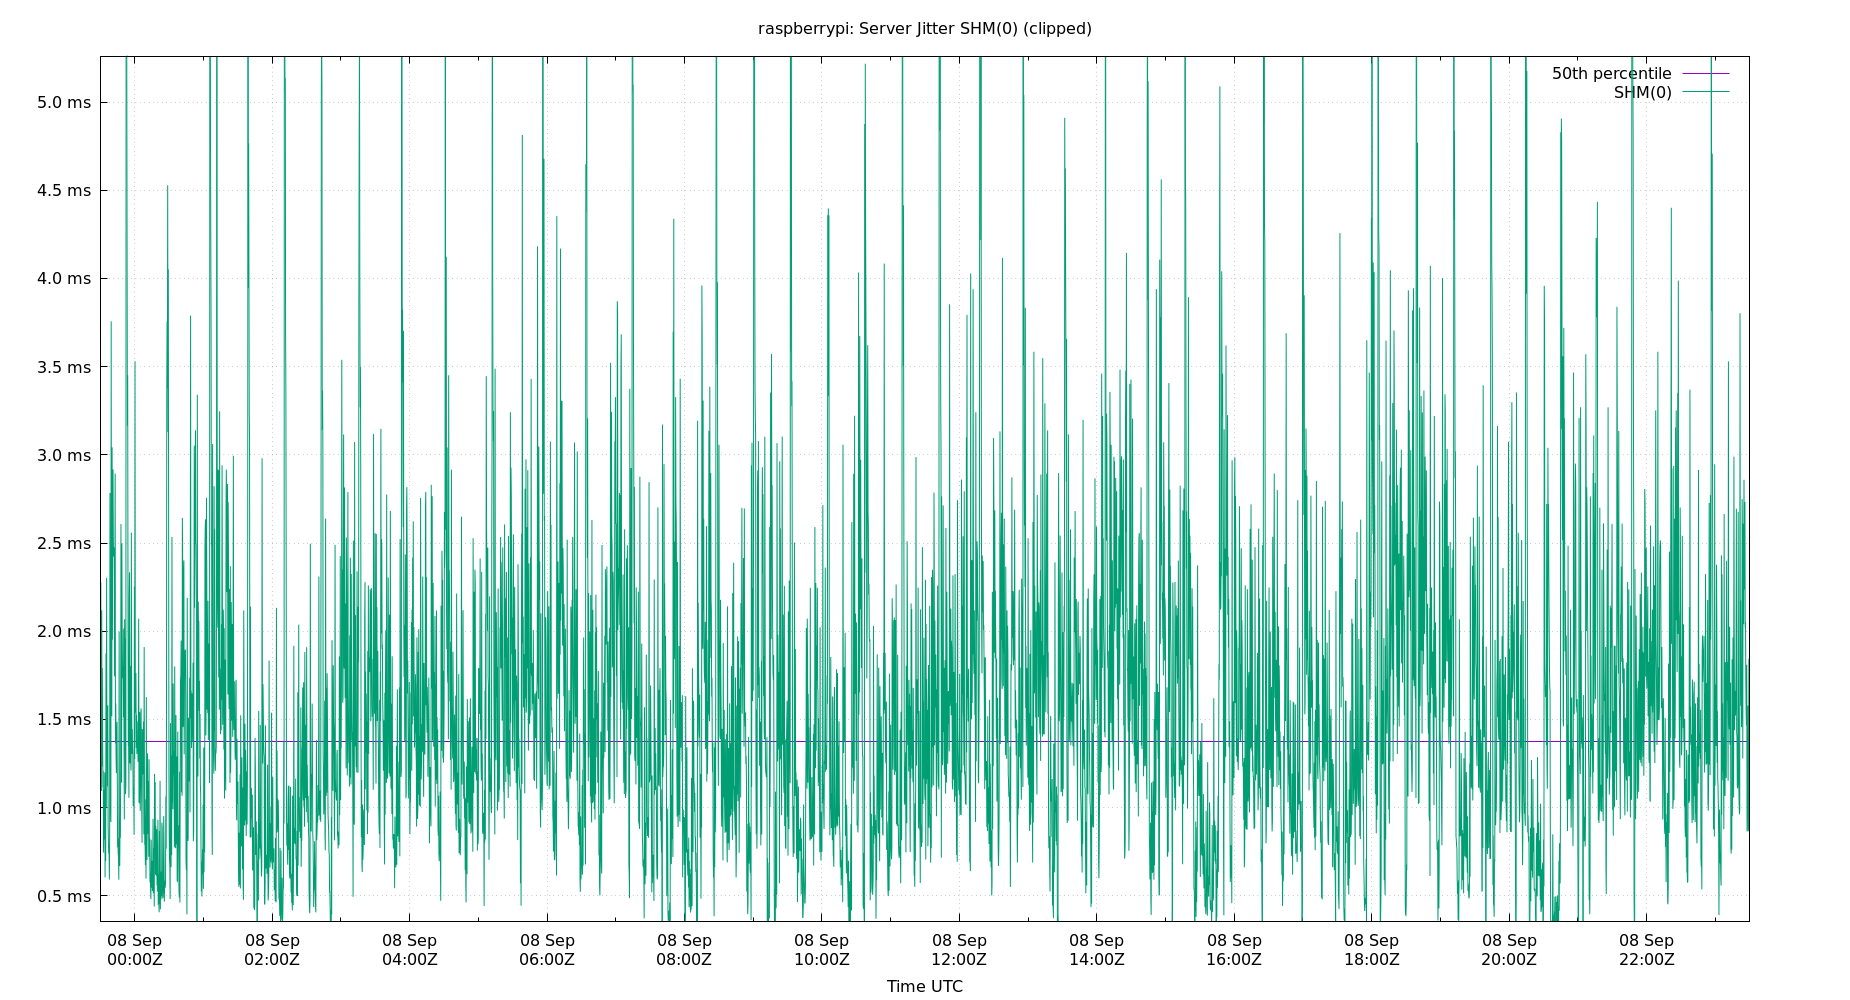 raspberrypi: Server Jitter SHM(0) (clipped)
50th percentile
SHM(0)
5.0 ms
4.5 ms
4.0 ms
3.5 ms
3.0 ms
2.5 ms
2.0 ms
1.5 ms
1.0 ms
0.5 ms
08 Sep 08 Sep 08 Sep 08 Sep 08 Sep 08 Sep 08 Sep 08 Sep 08 Sep 08 Sep 08 Sep 08 Sep
00:00Z 02:00Z 04:00Z 06:00Z 08:00Z 10:00Z 12:00Z 14:00Z 16:00Z 18:00Z 20:00Z 22:00Z
Time UTC